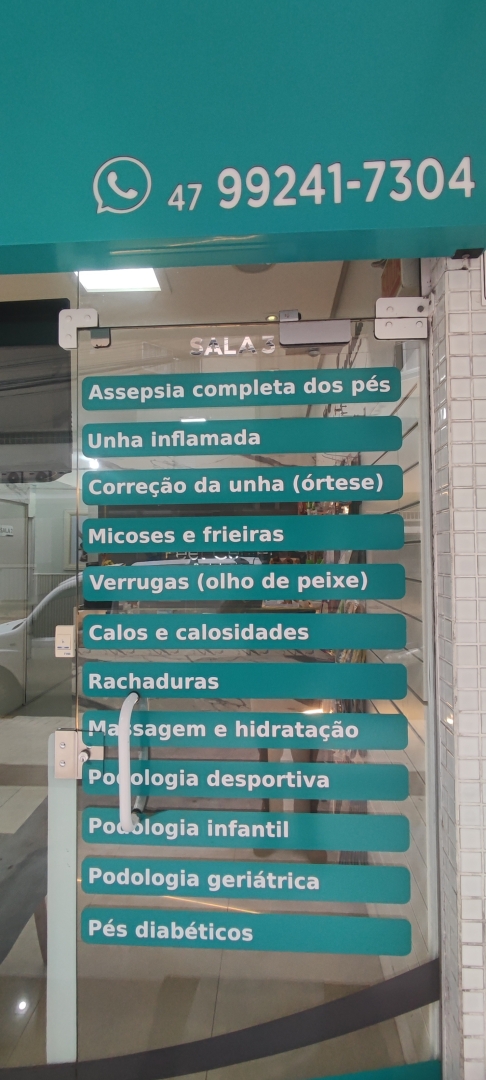 47 99241-7304
SALA 3
Assepsia completa dos pés
Unha inflamada
Correção da unha (órtese)
Micoses e frieiras
Verrugas (olho de peixe)
Calos e calosidades
Rachaduras
Massagem e hidratação
Podologia desportiva
Podologia infantil
Podologia geriátrica
Pés diabéticos